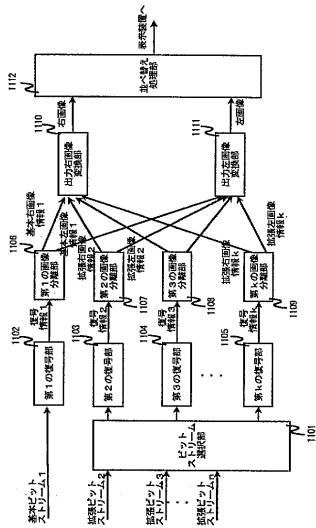 基本ビット
ストリーム1
拡張ビット
ストリーム2
拡張ビット
ストリーム3
拡張ビット
ストリームn
ビット
ストリーム
選択部
1101
1102
第1の復号部
1103
第2の復号部
1104
第3の復号部
1105
第kの復号部
復号
情報1
復号
情報2
復号
情報3
復号
情報k
1106
第1の画像
分離部
第2の画像
分離部
1107
第3の画像
分離部
1108
第kの画像
分離部
1109
基本右画像
情報1
基本左画像
情報1
拡張右画像
情報2
拡張左画像
情報2
拡張右画像
情報k
拡張左画像
情報k
1110
出力右画像
変換部
1111
出力左画像
変換部
右画像
左画像
1112
並べ替え
処理部
表示装置へ